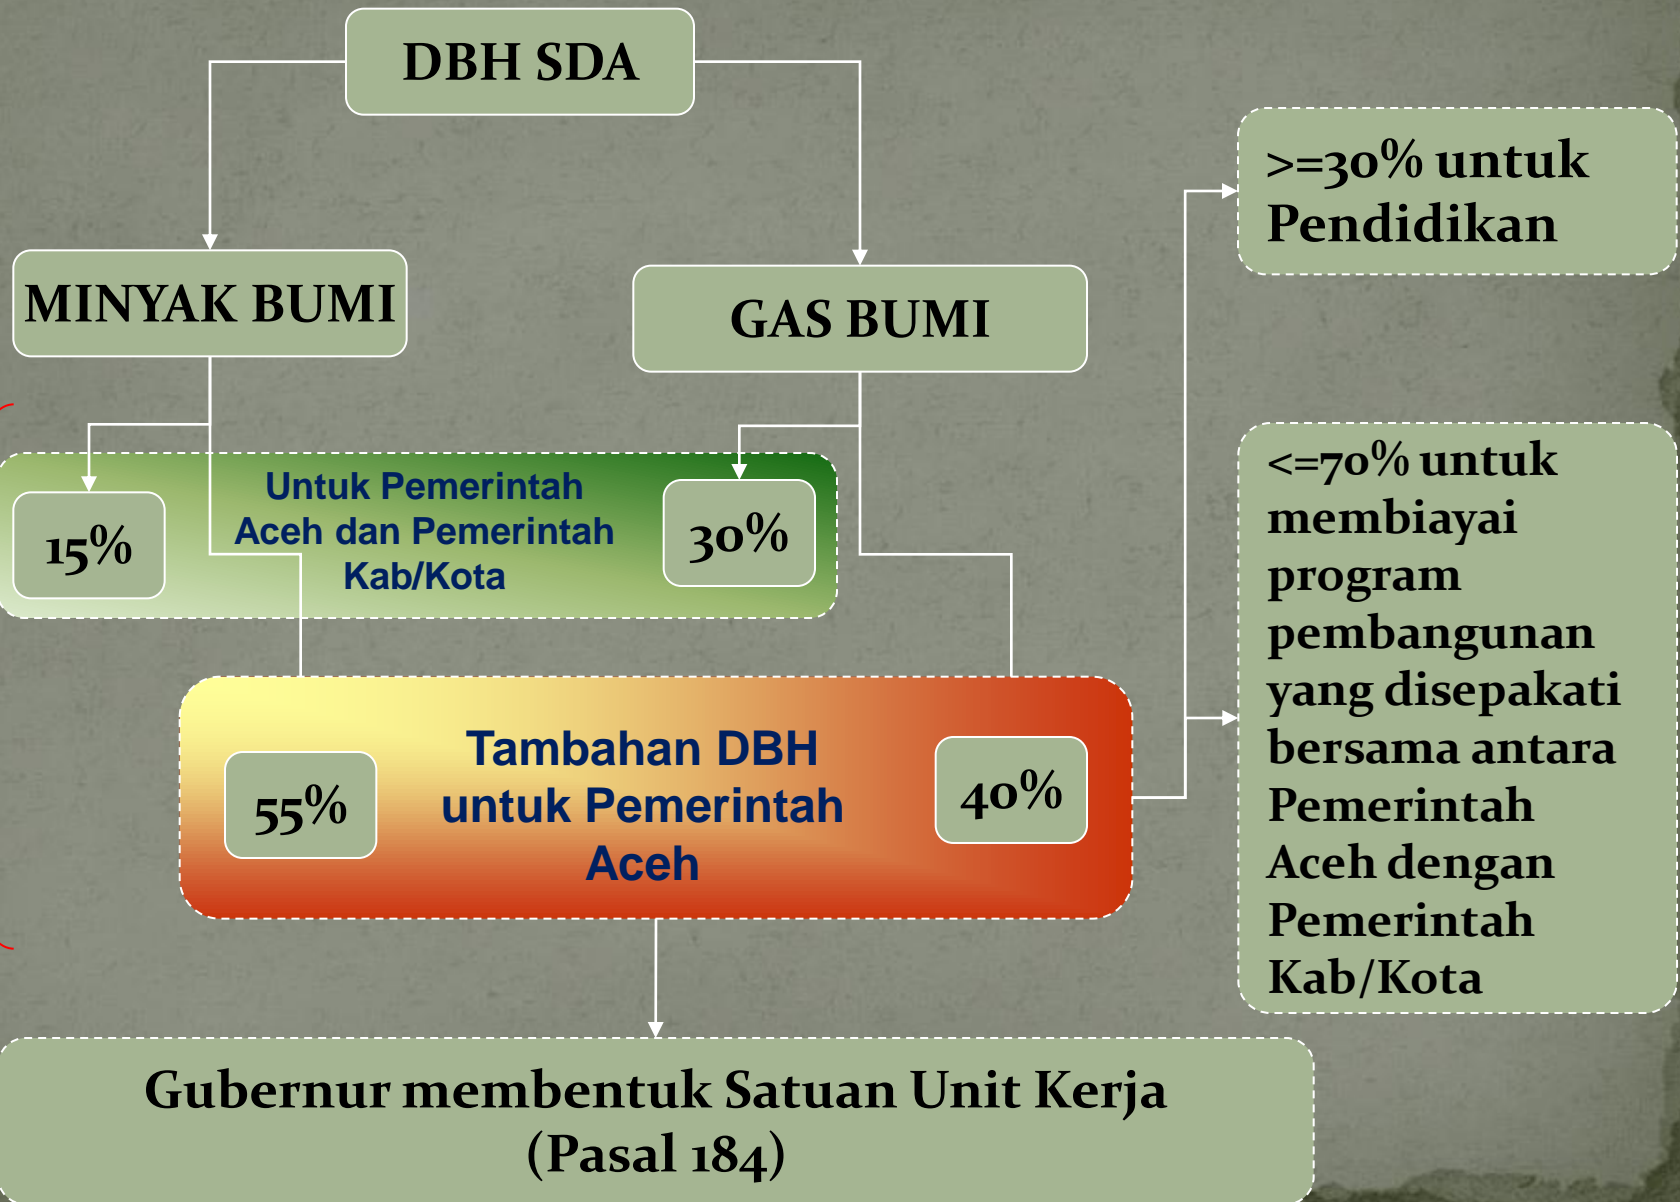 DBH SDA
MINYAK BUMI
GAS BUMI
15%
Untuk Pemerintah
Aceh dan Pemerintah
Kab/Kota
30%
55%
Tambahan DBH
untuk Pemerintah
Aceh
40%
>=30% untuk
Pendidikan
<=70% untuk
membiayai
program
pembangunan
yang disepakati
bersama antara
Pemerintah
Aceh dengan
Pemerintah
Kab/Kota
Gubernur membentuk Satuan Unit Kerja
(Pasal 184)